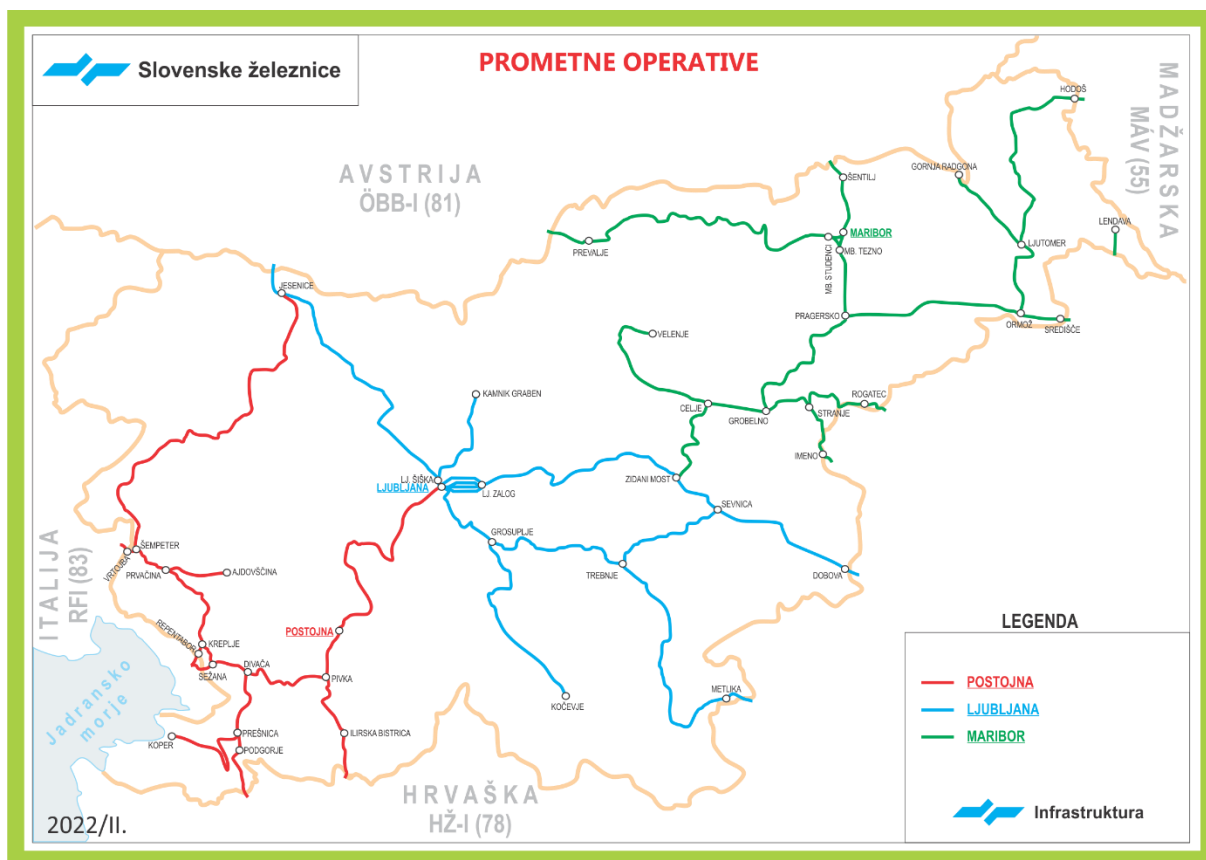 Slovenske železnice
PROMETNE OPERATIVE
AVSTRIJA
ÖBB-I (81)
MADŽARSKA
MÁV (55)
HODOŠ
GORNJA RADGONA
ŠENTILJ
LENDAVA
MARIBOR
PREVALJE
MB. TEZNO
MB. STUDENCI
LJUTOMER
JESENICE
PRAGERSKO
ORMOŽ
SREDIŠČE
VELENJE
KAMNIK GRABEN
CELJE
ROGATEC
GROBELNO
STRANJE
IMENO
LJ. ŠIŠKA
LJUBLJANA
LJ. ZALOG
ZIDANI MOST
SEVNICA
GROSUPLJE
ŠEMPETER
VRTOJBA
PRVAČINA
AJDOVŠČINA
TREBNJE
DOBOVA
ITALIJA
RFI (83)
POSTOJNA
REPENTABOR
KREPLJE
SEŽANA
DIVAČA
PIVKA
KOČEVJE
METLIKA
Jadransko
morje
KOPER
PREŠNICA
PODGORJE
ILIRSKA BISTRICA
HRVAŠKA
HŽ-I (78)
LEGENDA
POSTOJNA
LJUBLJANA
MARIBOR
Infrastruktura
2022/II.